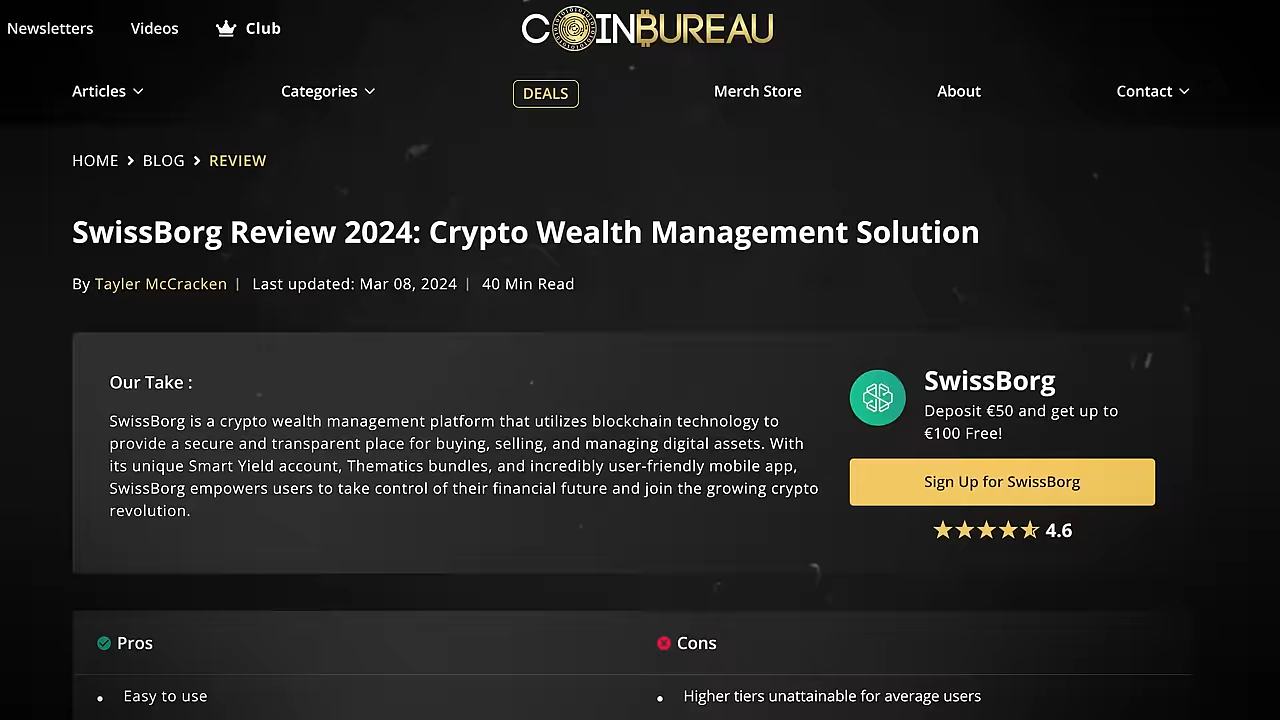 Newsletters Videos Club
COINBUREAU
Articles Categories DEALS Merch Store About Contact
HOME > BLOG > REVIEW
SwissBorg Review 2024: Crypto Wealth Management Solution
By Tayler McCracken | Last updated: Mar 08, 2024 | 40 Min Read
Our Take :
SwissBorg is a crypto wealth management platform that utilizes blockchain technology to
provide a secure and transparent place for buying, selling, and managing digital assets. With
its unique Smart Yield account, Thematics bundles, and incredibly user-friendly mobile app,
SwissBorg empowers users to take control of their financial future and join the growing crypto
revolution.
SwissBorg
Deposit €50 and get up to
€100 Free!
Sign Up for SwissBorg
4.6
Pros
• Easy to use
Cons
• Higher tiers unattainable for average users